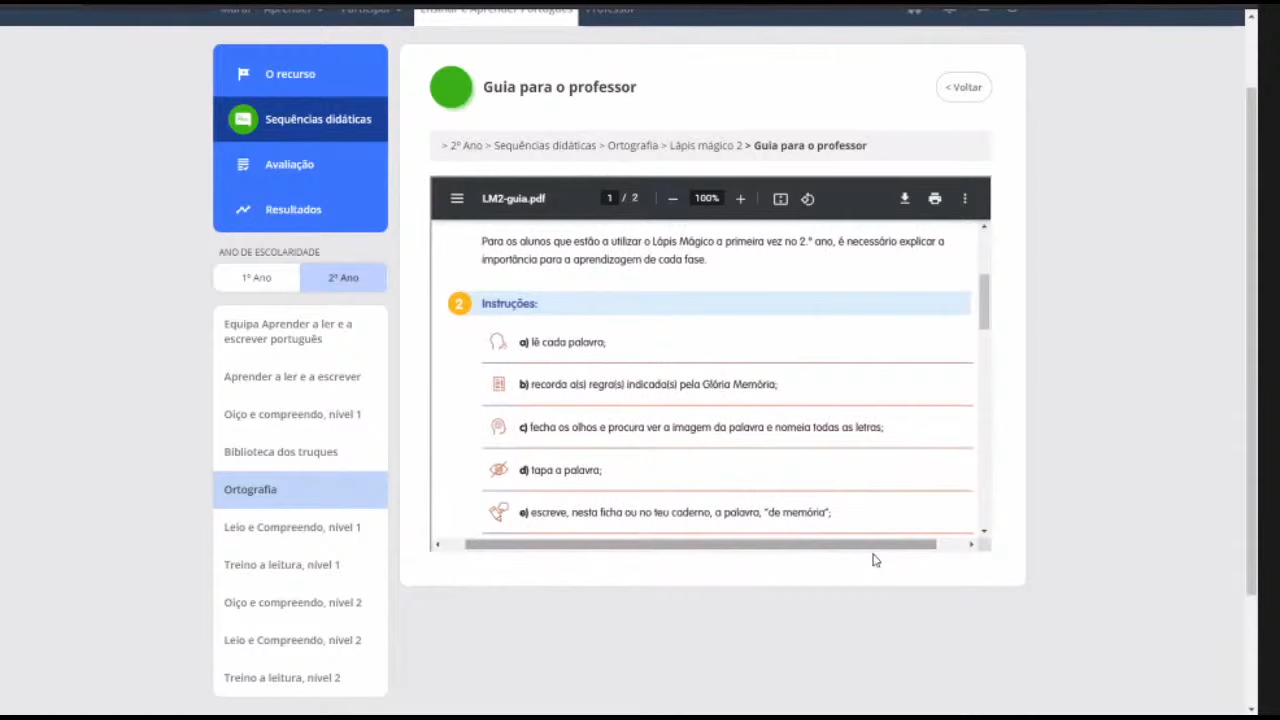 Ensinar e Aprender Português
Professor
O recurso
Sequências didáticas
Avaliação
Resultados
ANO DE ESCOLARIDADE
1º Ano
2º Ano
Equipa Aprender a ler e a
escrever português
Aprender a ler e a escrever
Oiço e compreendo, nível 1
Biblioteca dos truques
Ortografia
Leio e Compreendo, nível 1
Treino a leitura, nível 1
Oiço e compreendo, nível 2
Leio e Compreendo, nível 2
Treino a leitura, nível 2
Guia para o professor
< Voltar
> 2º Ano > Sequências didáticas > Ortografia > Lápis mágico 2 > Guia para o professor
LM2-guia.pdf
1 / 2
100%
Para os alunos que estão a utilizar o Lápis Mágico a primeira vez no 2.º ano, é necessário explicar a
importância para a aprendizagem de cada fase.
2 Instruções:
a) lê cada palavra;
b) recorda a(s) regra(s) indicada(s) pela Glória Memória;
c) fecha os olhos e procura ver a imagem da palavra e nomeia todas as letras;
d) tapa a palavra;
e) escreve, nesta ficha ou no teu caderno, a palavra, “de memória”;